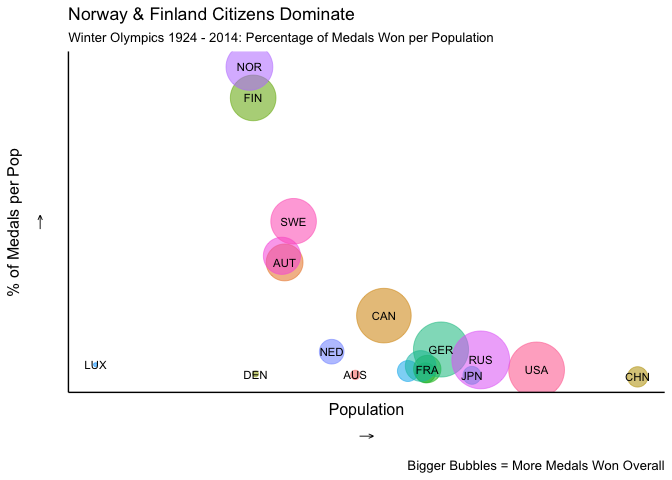 Norway & Finland Citizens Dominate
Winter Olympics 1924 - 2014: Percentage of Medals Won per Population
NOR
FIN
% of Medals per Pop
→
SWE
AUT
CAN
GER
NED
RUS
LUX
FRA
USA
DEN
AUS
JPN
CHN
Population
→
Bigger Bubbles = More Medals Won Overall